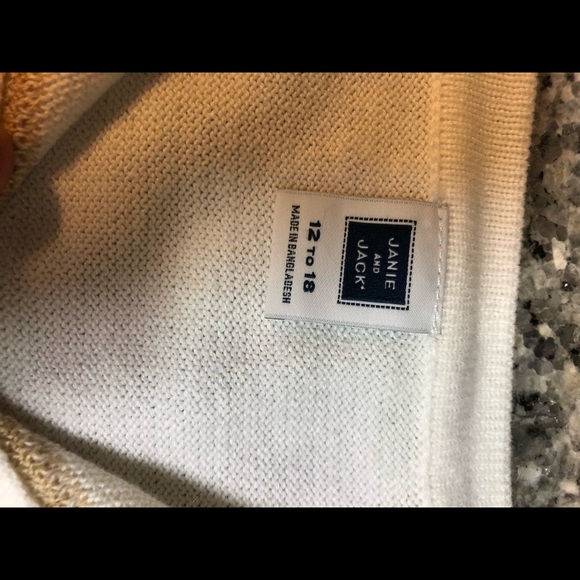 JANIE
AND
JACK®
12 TO 18
MADE IN BANGLADESH